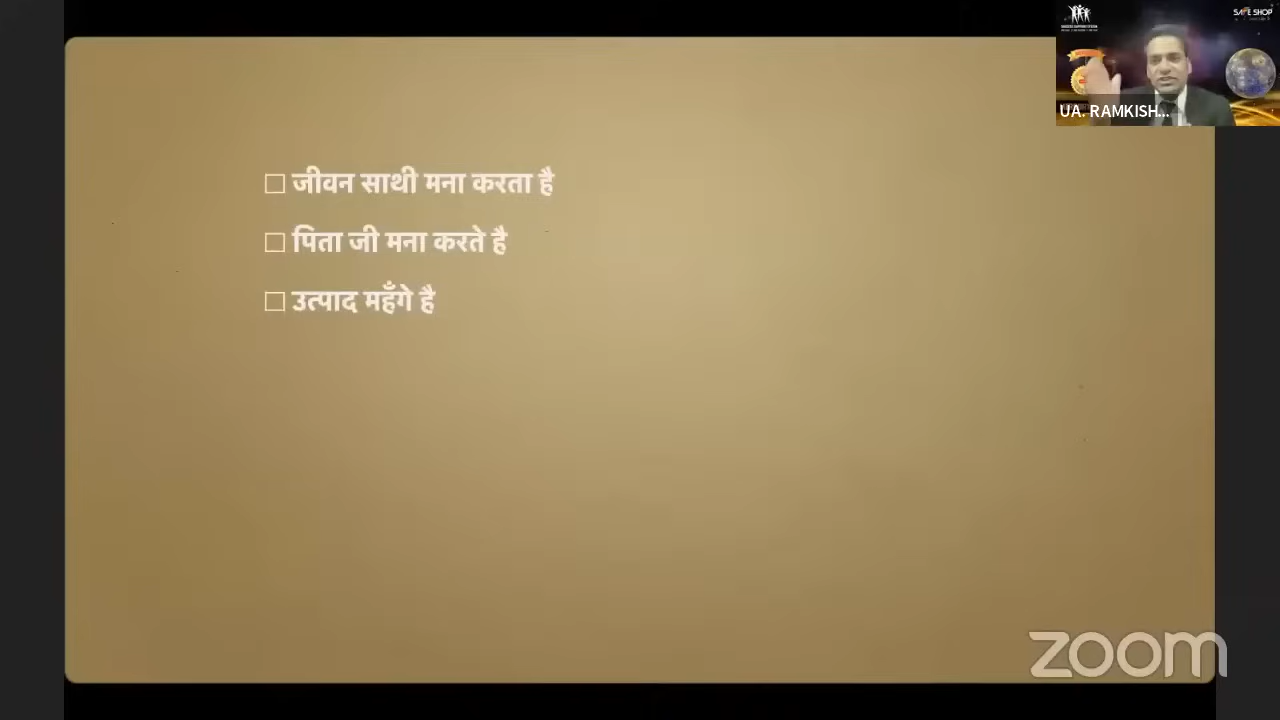 SAFE SHOP
UA. RAMKISH...
☐ जीवन साथी मना करता है
☐ पिता जी मना करते है
☐ उत्पाद महँगे है
zoom